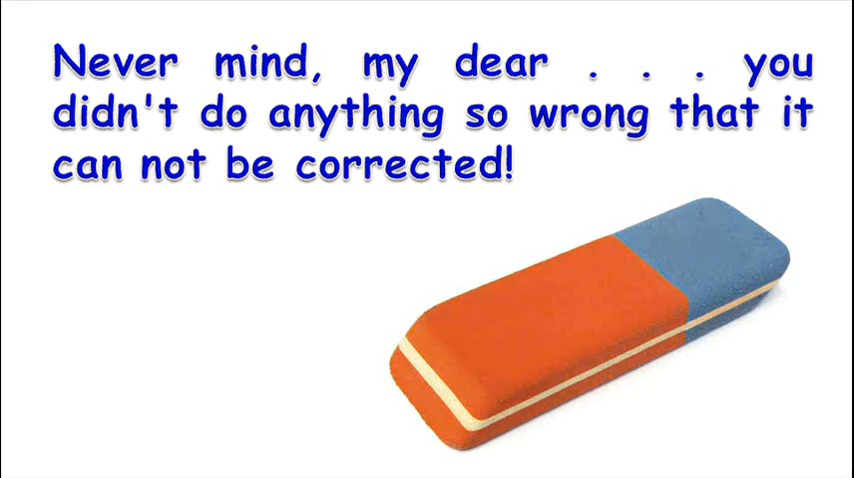 Never mind, my dear . . . you
didn't do anything so wrong that it
can not be corrected!